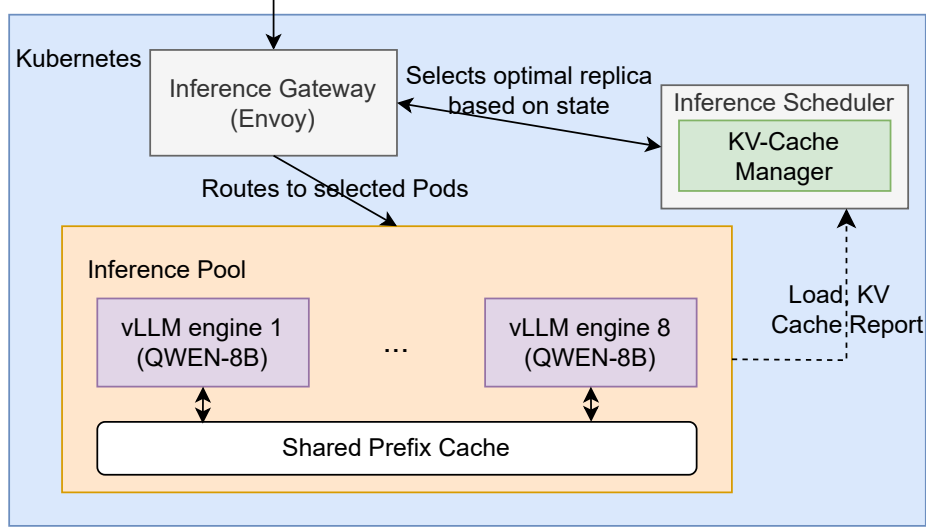 Kubernetes
Inference Gateway
(Envoy)
Selects optimal replica
based on state
Inference Scheduler
KV-Cache
Manager
Routes to selected Pods
Inference Pool
vLLM engine 1
(QWEN-8B)
...
vLLM engine 8
(QWEN-8B)
Load, KV
Cache Report
Shared Prefix Cache